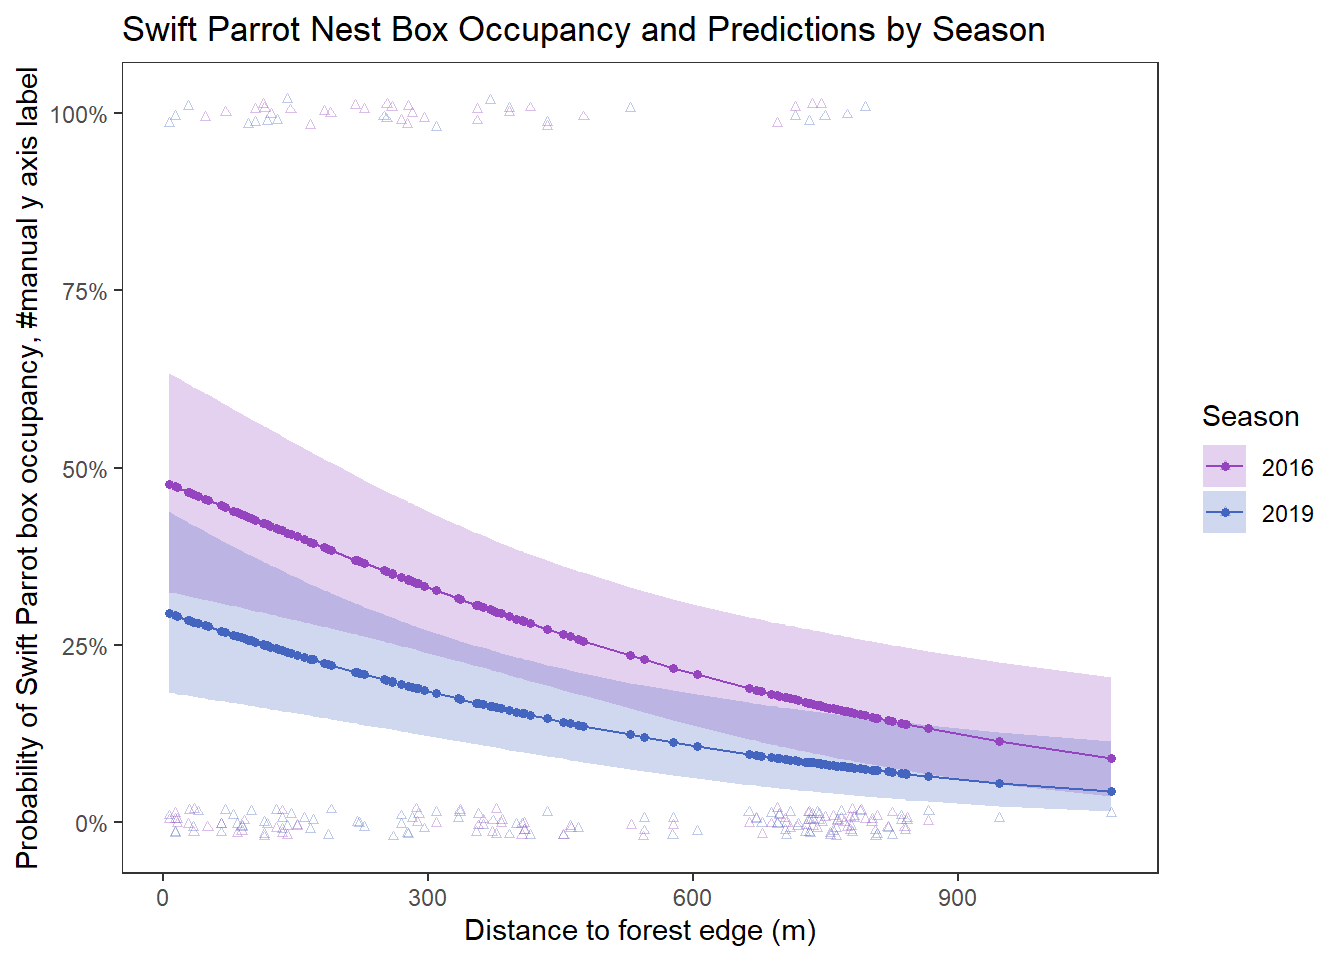 Swift Parrot Nest Box Occupancy and Predictions by Season
Probability of Swift Parrot box occupancy, #manual y axis label
100%
75%
50%
25%
0%
0
300
600
900
Distance to forest edge (m)
Season
2016
2019